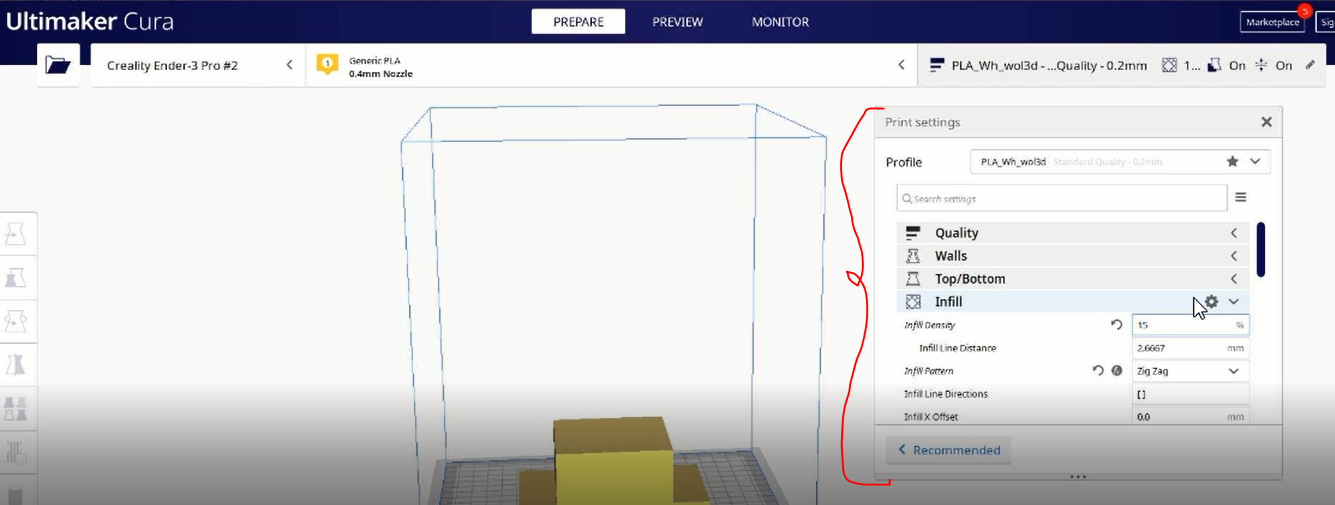 Ultimaker Cura
PREPARE PREVIEW MONITOR
Marketplace 5 Sig
Creality Ender-3 Pro #2
1 Generic PLA
0.4mm Nozzle
PLA_Wh_wol3d - ...Quality - 0.2mm 1... On On
Print settings
Profile PLA_Wh_wol3d - Standard Quality - 0.2mm
Search settings
Quality
Walls
Top/Bottom
Infill
Infill Density 15 %
Infill Line Distance 2.6667 mm
Infill Pattern Zig Zag
Infill Line Directions []
Infill X Offset 0.0 mm
Recommended